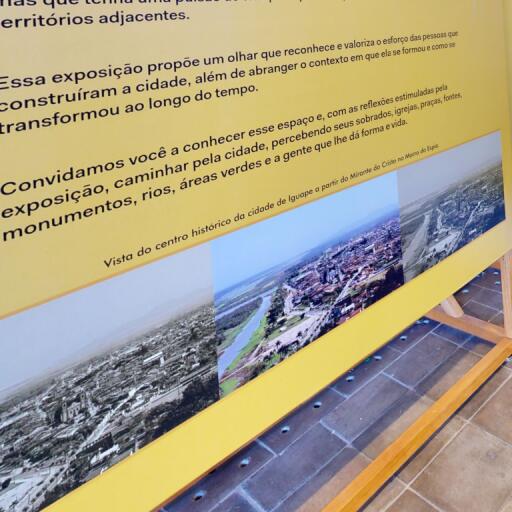 territórios adjacentes.
Essa exposição propõe um olhar que reconhece e valoriza o esforço das pessoas que
construíram a cidade, além de abranger o contexto em que ela se formou e como se
transformou ao longo do tempo.
Convidamos você a conhecer esse espaço e, com as reflexões estimuladas pela
exposição, caminhar pela cidade, percebendo seus sobrados, igrejas, praças, fontes,
monumentos, rios, áreas verdes e a gente que lhe dá forma e vida.
Vista do centro histórico da cidade de Iguape a partir do Mirante do Cristo no Morro do Espia.